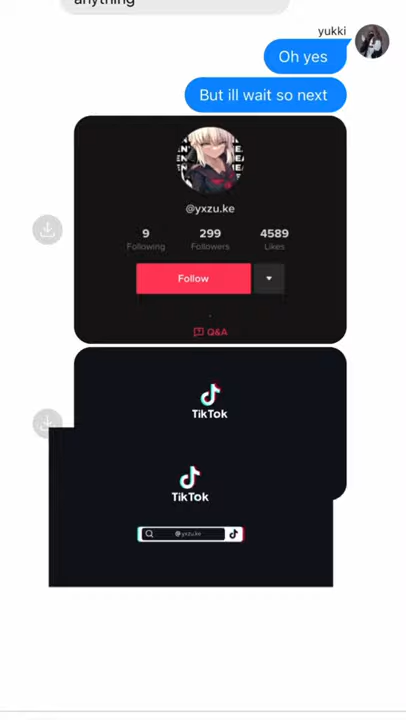 anything
yukki
Oh yes
But ill wait so next
@yxzu.ke
9 299 4589
Following Followers Likes
Follow
Q&A
TikTok
TikTok
@yxzu.ke